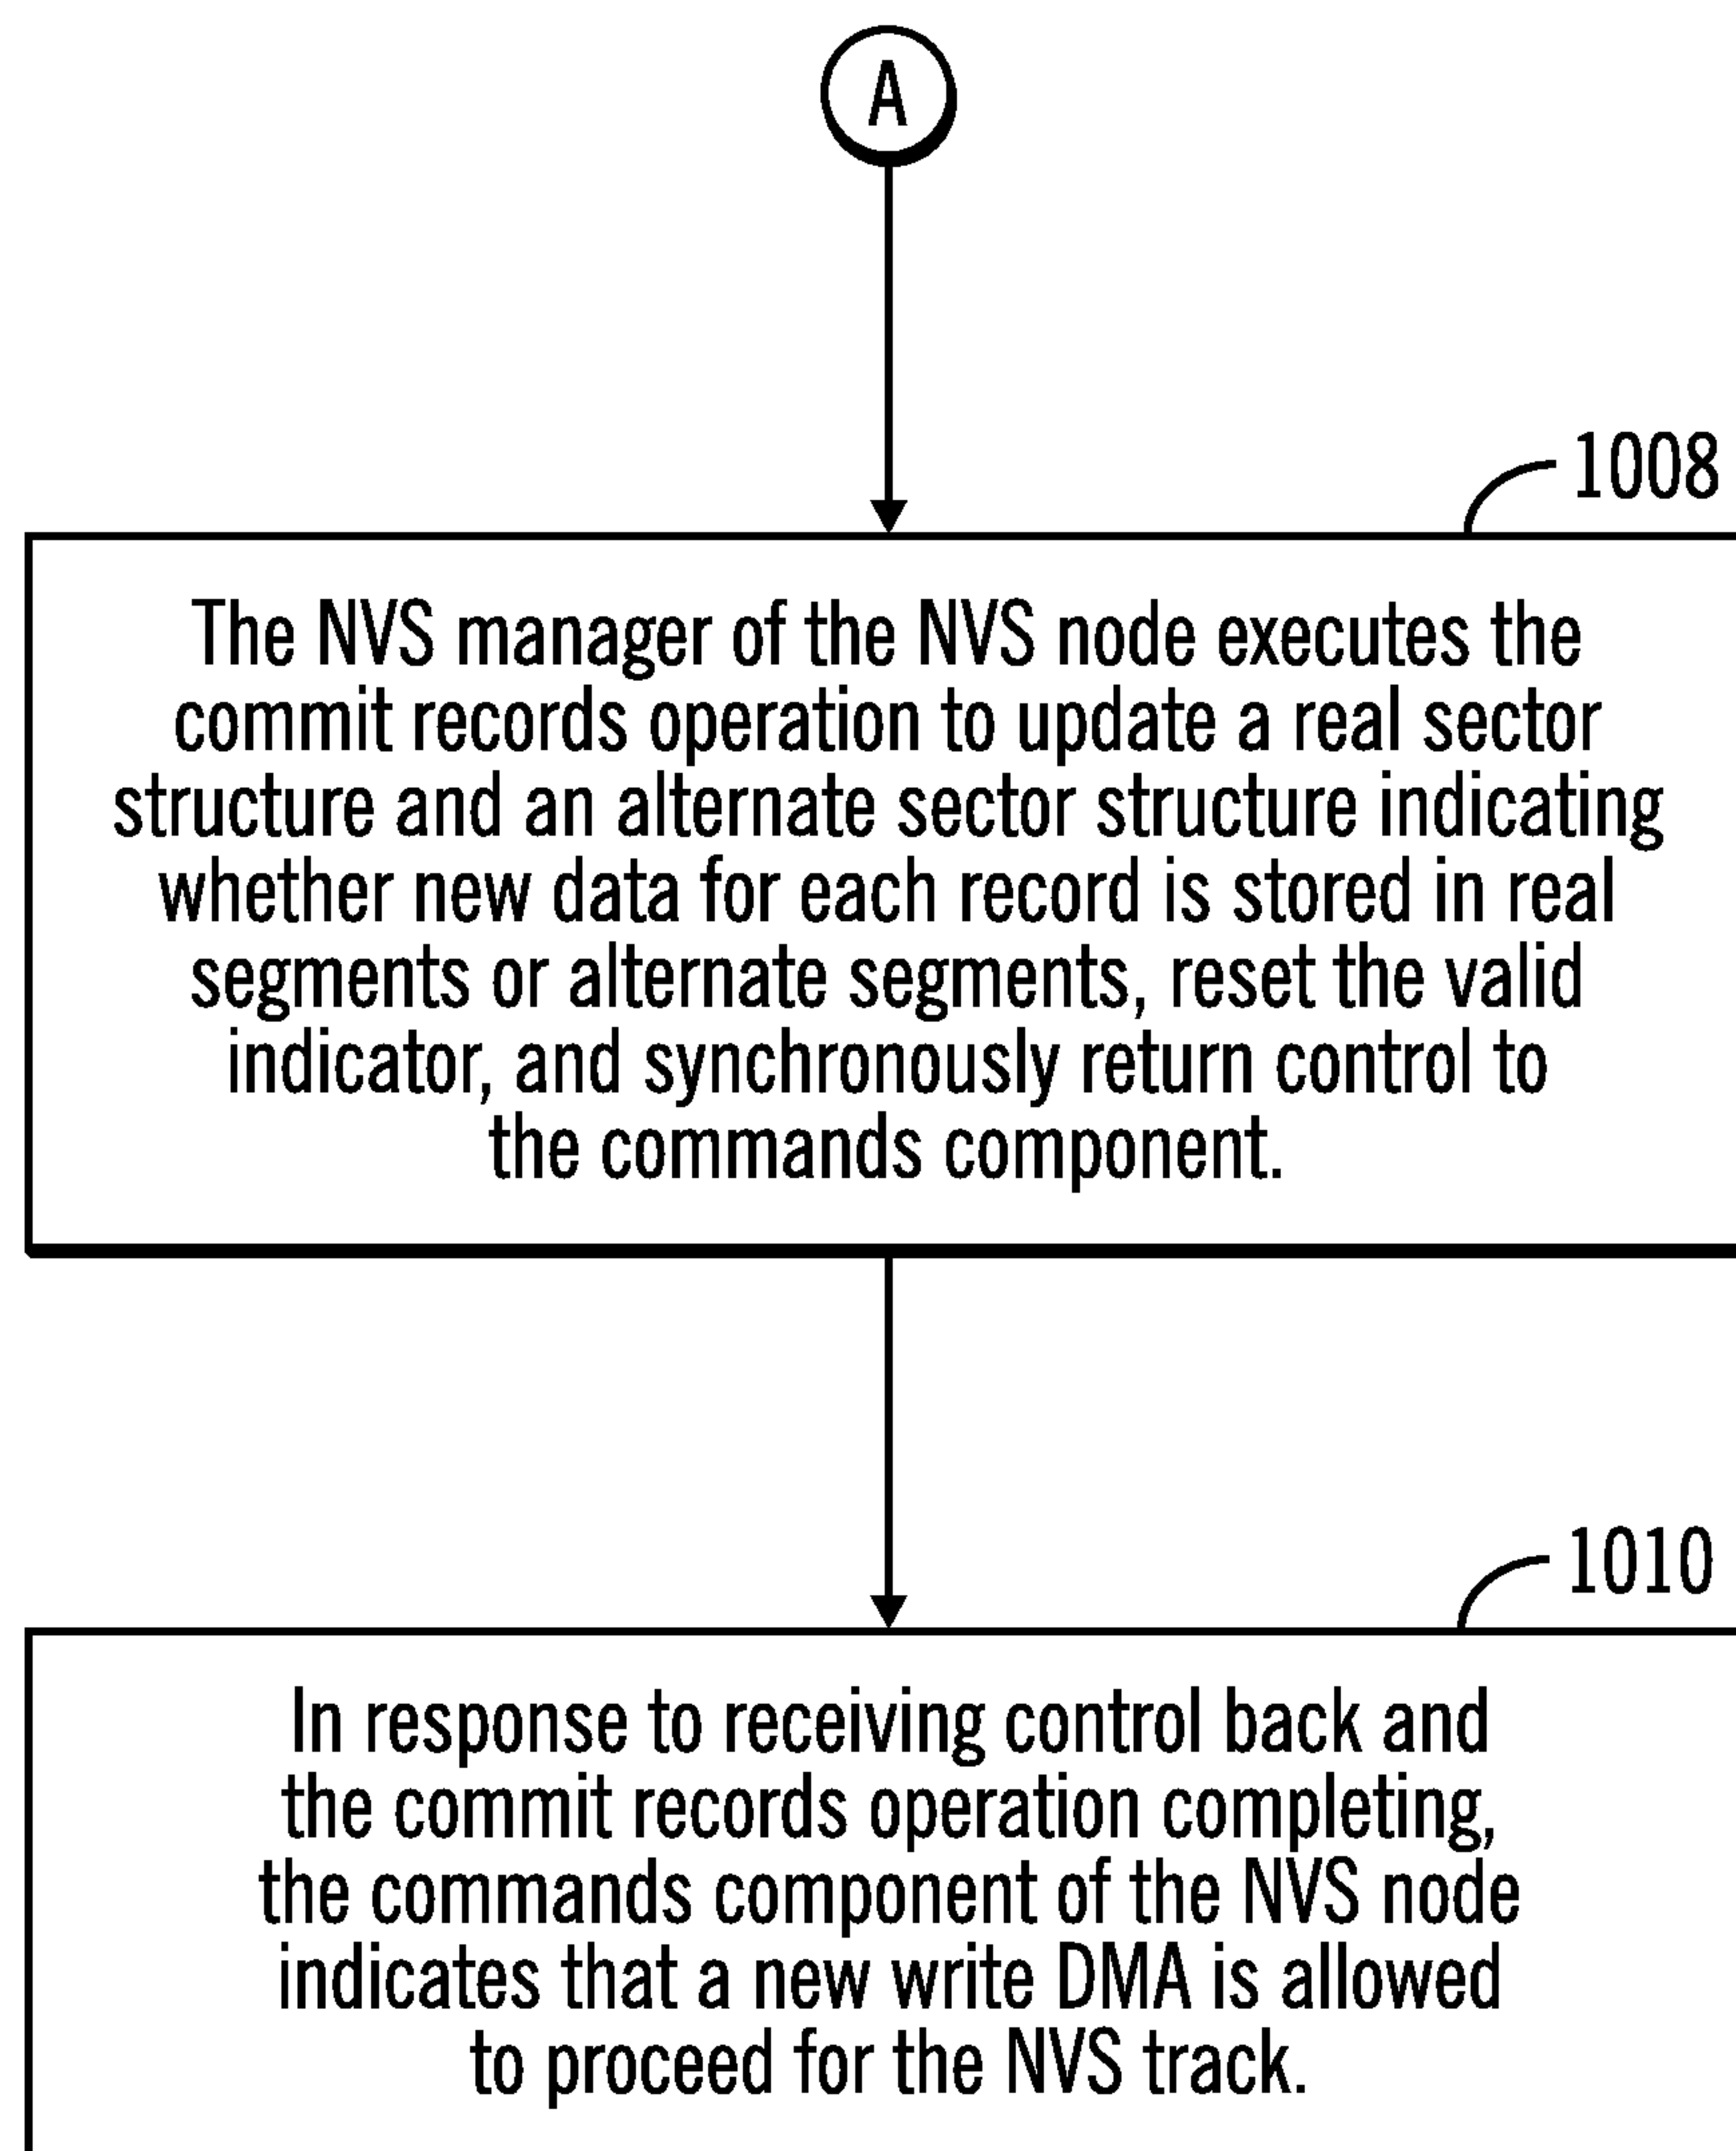 A
1008
The NVS manager of the NVS node executes the
commit records operation to update a real sector
structure and an alternate sector structure indicating
whether new data for each record is stored in real
segments or alternate segments, reset the valid
indicator, and synchronously return control to
the commands component.
1010
In response to receiving control back and
the commit records operation completing,
the commands component of the NVS node
indicates that a new write DMA is allowed
to proceed for the NVS track.